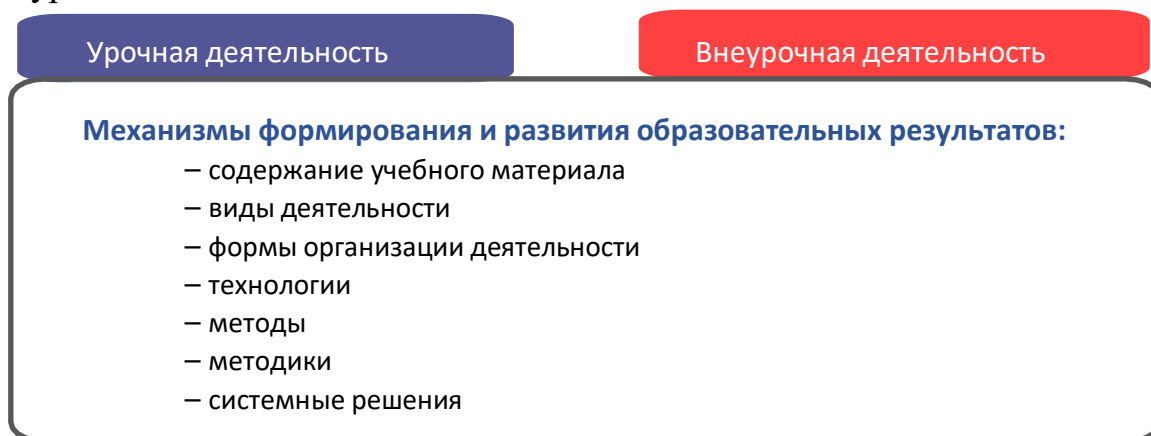 Урочная деятельность
Внеурочная деятельность
Механизмы формирования и развития образовательных результатов:
– содержание учебного материала
– виды деятельности
– формы организации деятельности
– технологии
– методы
– методики
– системные решения